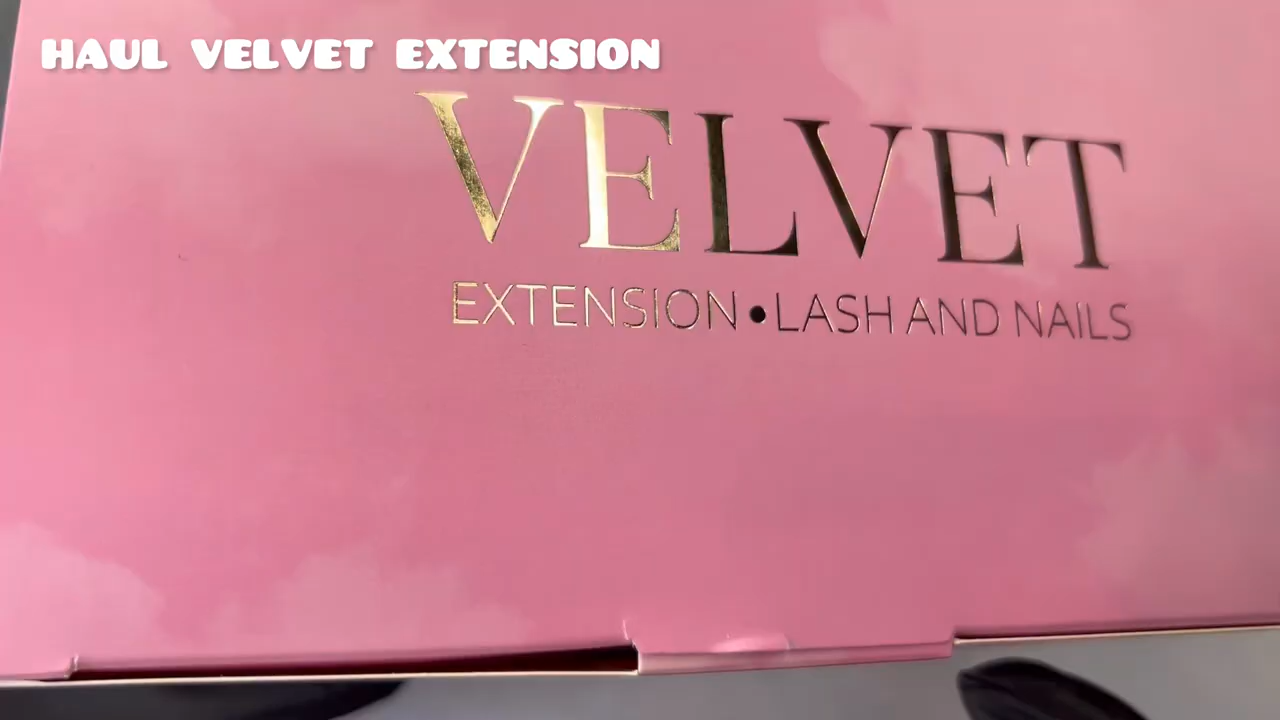 HAUL VELVET EXTENSION
VELVET
EXTENSION • LASH AND NAILS